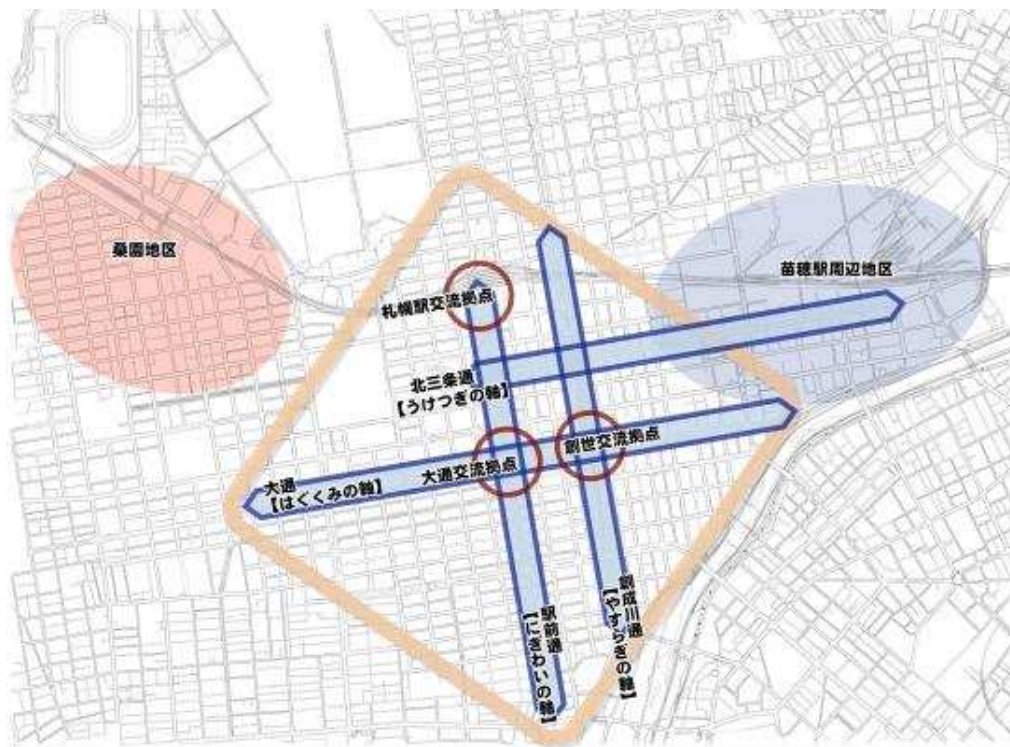 桑園地区
苗穂駅周辺地区
札幌駅交流拠点
北三条通
【うけつぎの軸】
創世交流拠点
大通交流拠点
大通
【はぐくみの軸】
創成川通
【やすらぎの軸】
駅前通
【にぎわいの軸】